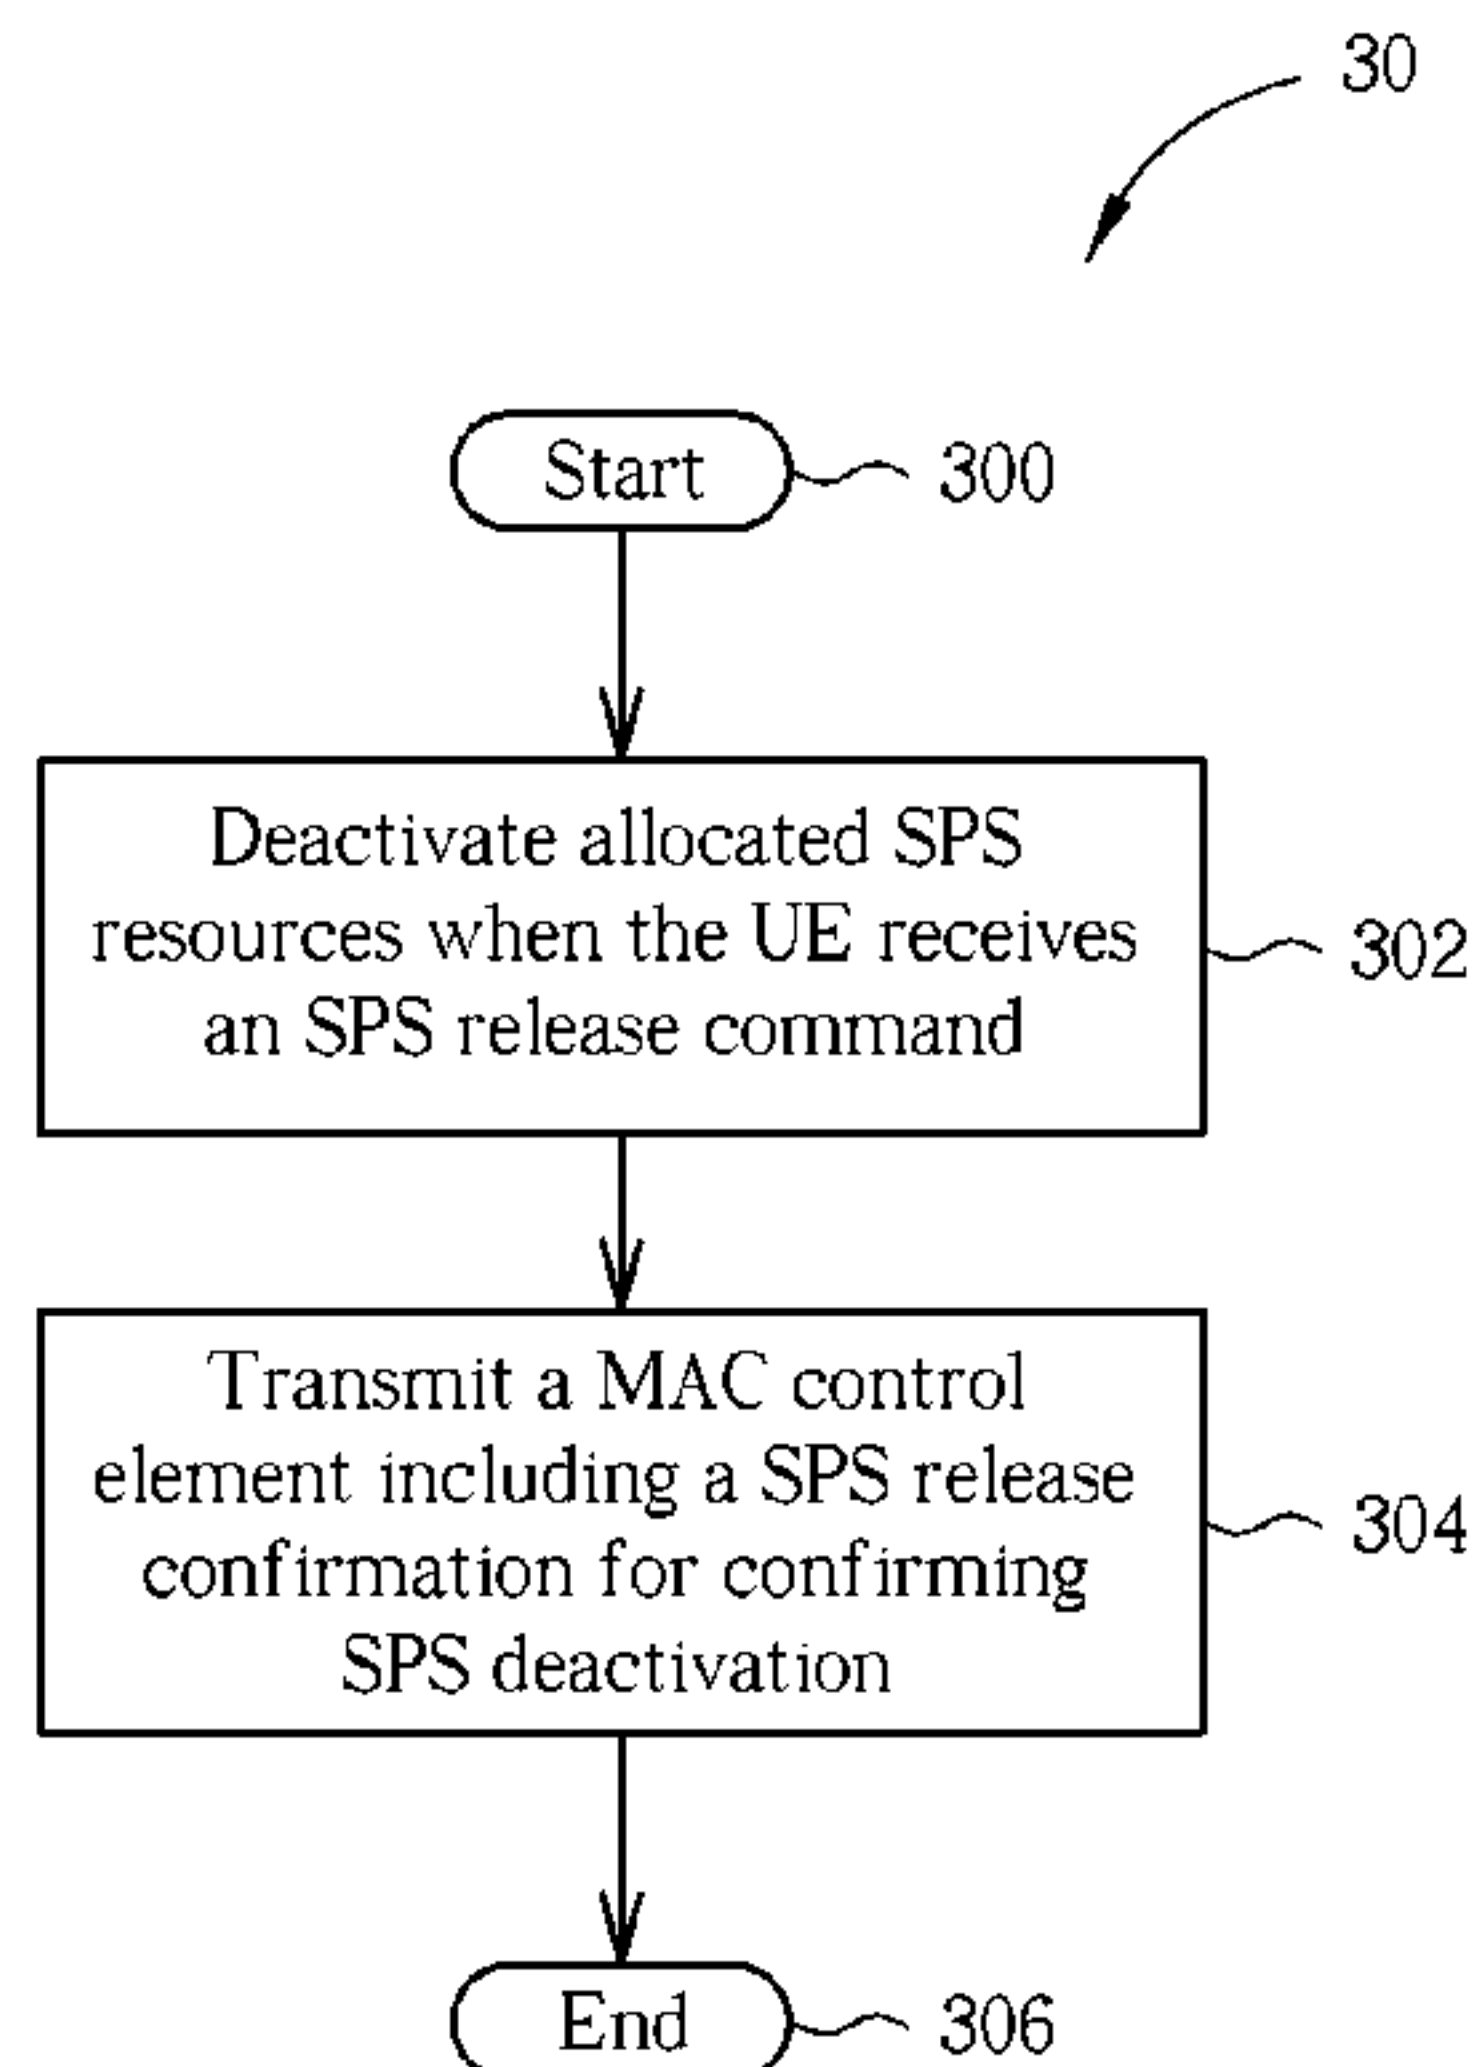 30
Start
300
Deactivate allocated SPS
resources when the UE receives
an SPS release command
302
Transmit a MAC control
element including a SPS release
confirmation for confirming
SPS deactivation
304
End
306